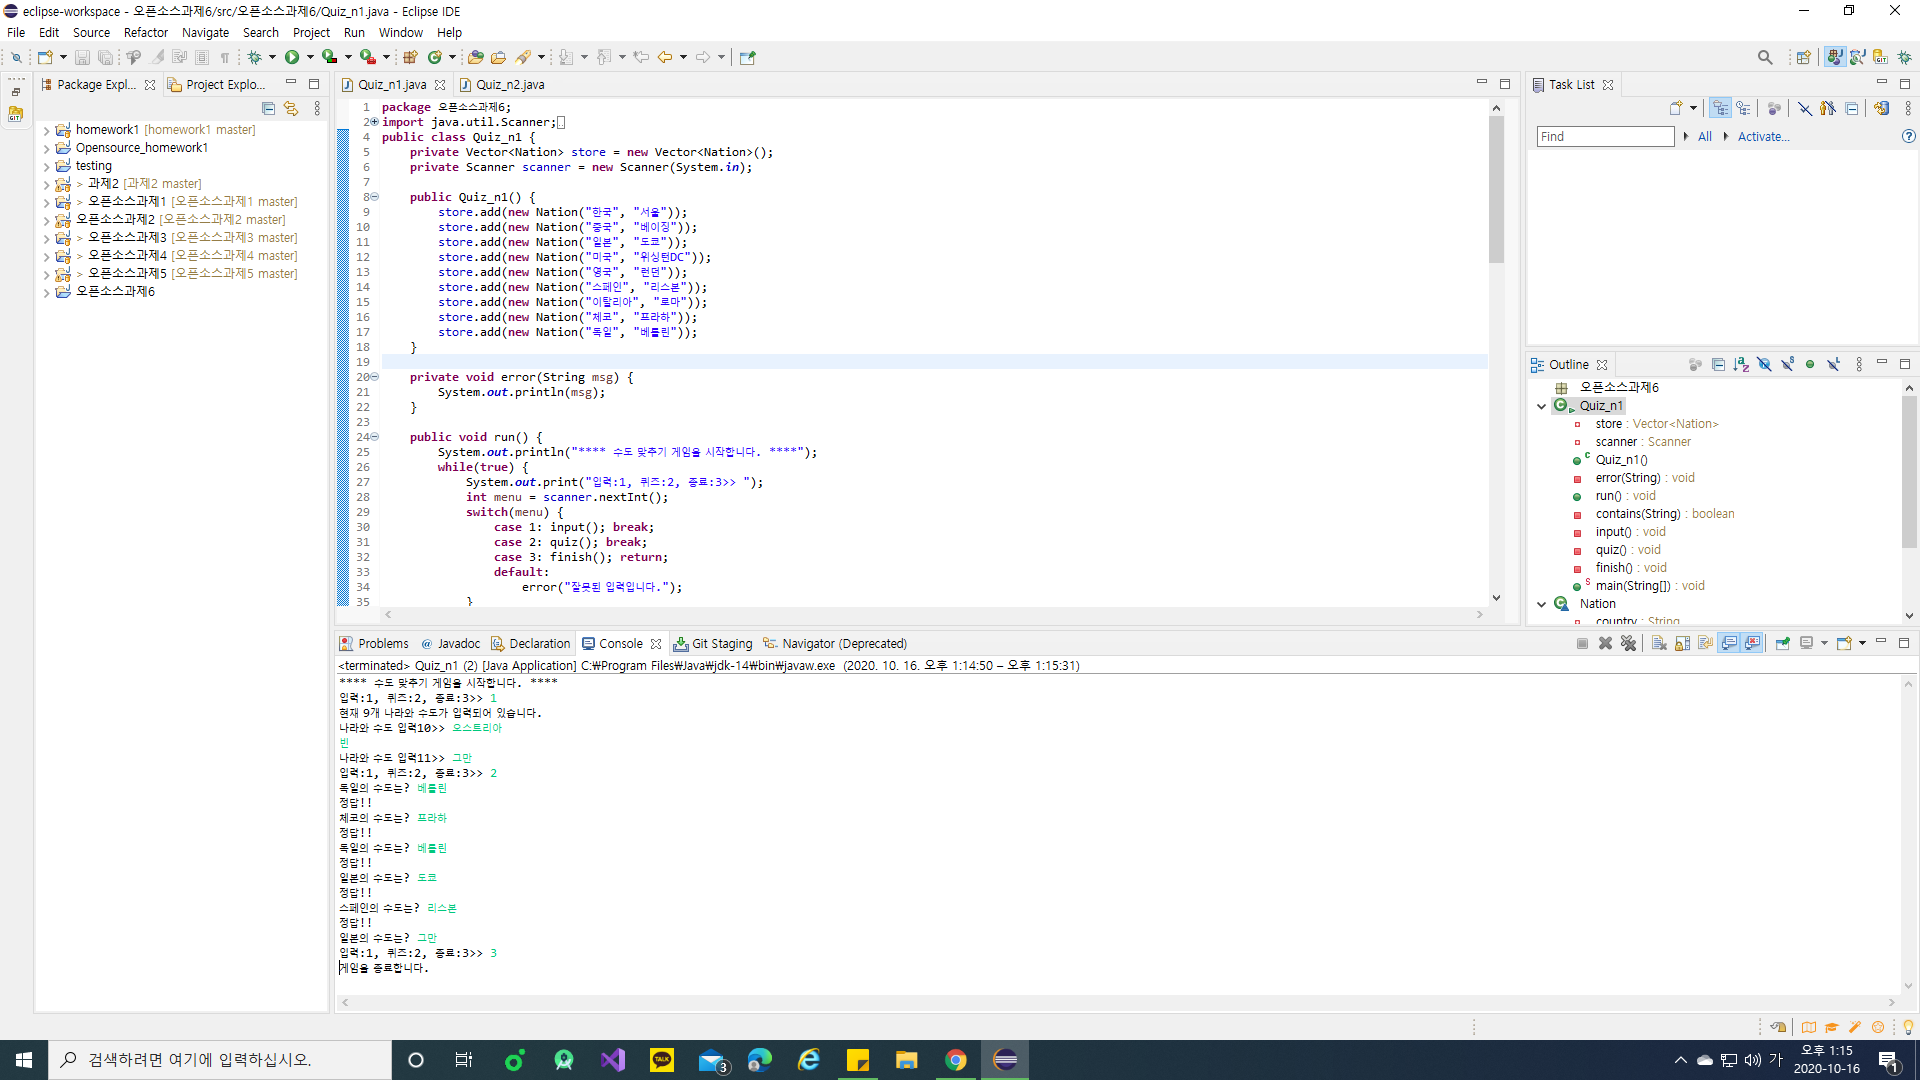 eclipse-workspace - 오픈소스과제6/src/오픈소스과제6/Quiz_n1.java - Eclipse IDE
File Edit Source Refactor Navigate Search Project Run Window Help
Package Expl... Project Explo...
homework1 [homework1 master]
Opensource_homework1
testing
> 과제2 [과제2 master]
> 오픈소스과제1 [오픈소스과제1 master]
오픈소스과제2 [오픈소스과제2 master]
> 오픈소스과제3 [오픈소스과제3 master]
> 오픈소스과제4 [오픈소스과제4 master]
> 오픈소스과제5 [오픈소스과제5 master]
오픈소스과제6
Quiz_n1.java Quiz_n2.java
1 package 오픈소스과제6;
2 import java.util.Scanner;
4 public class Quiz_n1 {
5 private Vector<Nation> store = new Vector<Nation>();
6 private Scanner scanner = new Scanner(System.in);
7
8 public Quiz_n1() {
9 store.add(new Nation("한국", "서울"));
10 store.add(new Nation("중국", "베이징"));
11 store.add(new Nation("일본", "도쿄"));
12 store.add(new Nation("미국", "위싱턴DC"));
13 store.add(new Nation("영국", "런던"));
14 store.add(new Nation("스페인", "리스본"));
15 store.add(new Nation("이탈리아", "로마"));
16 store.add(new Nation("체코", "프라하"));
17 store.add(new Nation("독일", "베를린"));
18 }
19
20 private void error(String msg) {
21 System.out.println(msg);
22 }
23
24 public void run() {
25 System.out.println("**** 수도 맞추기 게임을 시작합니다. ****");
26 while(true) {
27 System.out.print("입력:1, 퀴즈:2, 종료:3>> ");
28 int menu = scanner.nextInt();
29 switch(menu) {
30 case 1: input(); break;
31 case 2: quiz(); break;
32 case 3: finish(); return;
33 default:
34 error("잘못된 입력입니다.");
35 }
Task List
Find All Activate...
Outline
오픈소스과제6
Quiz_n1
store : Vector<Nation>
scanner : Scanner
Quiz_n1()
error(String) : void
run() : void
contains(String) : boolean
input() : void
quiz() : void
finish() : void
main(String[]) : void
Nation
country : String
Problems Javadoc Declaration Console Git Staging Navigator (Deprecated)
<terminated> Quiz_n1 (2) [Java Application] C:₩Program Files₩Java₩jdk-14₩bin₩javaw.exe (2020. 10. 16. 오후 1:14:50 – 오후 1:15:31)
**** 수도 맞추기 게임을 시작합니다. ****
입력:1, 퀴즈:2, 종료:3>> 1
현재 9개 나라와 수도가 입력되어 있습니다.
나라와 수도 입력10>> 오스트리아
빈
나라와 수도 입력11>> 그만
입력:1, 퀴즈:2, 종료:3>> 2
독일의 수도는? 베를린
정답!!
체코의 수도는? 프라하
정답!!
독일의 수도는? 베를린
정답!!
일본의 수도는? 도쿄
정답!!
스페인의 수도는? 리스본
정답!!
일본의 수도는? 그만
입력:1, 퀴즈:2, 종료:3>> 3
게임을 종료합니다.
검색하려면 여기에 입력하십시오.
TALK
3
가
오후 1:15
2020-10-16
1